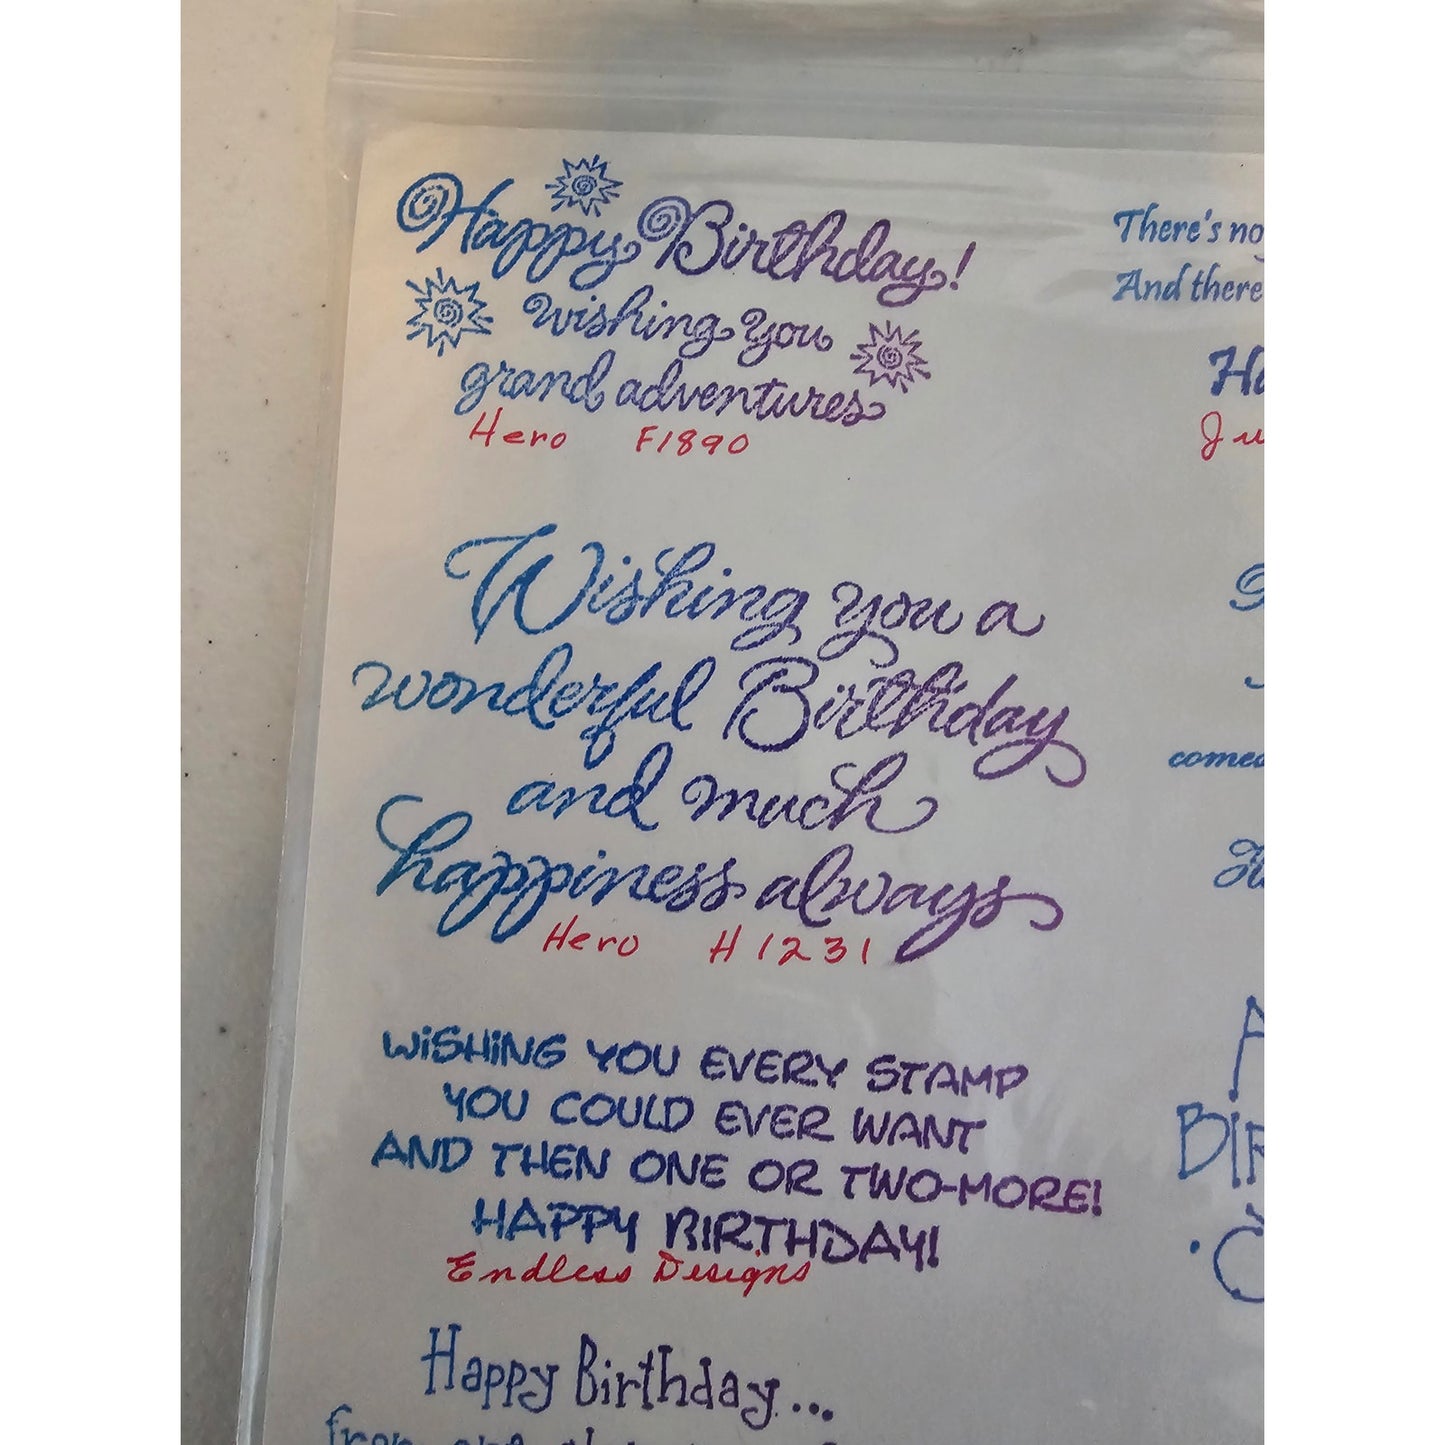 Happy Birthday!
wishing you
grand adventures
Hero F1890
Wishing you a
wonderful Birthday
and much
happiness always
Hero H1231
WiSHiNG YOU EVERY STAMP
YOU COULD EVER WANT
AND THEN ONE OR TWO-MORE!
HAPPY BIRTHDAY!
Endless Designs
Happy Birthday...
from
There's no
And there